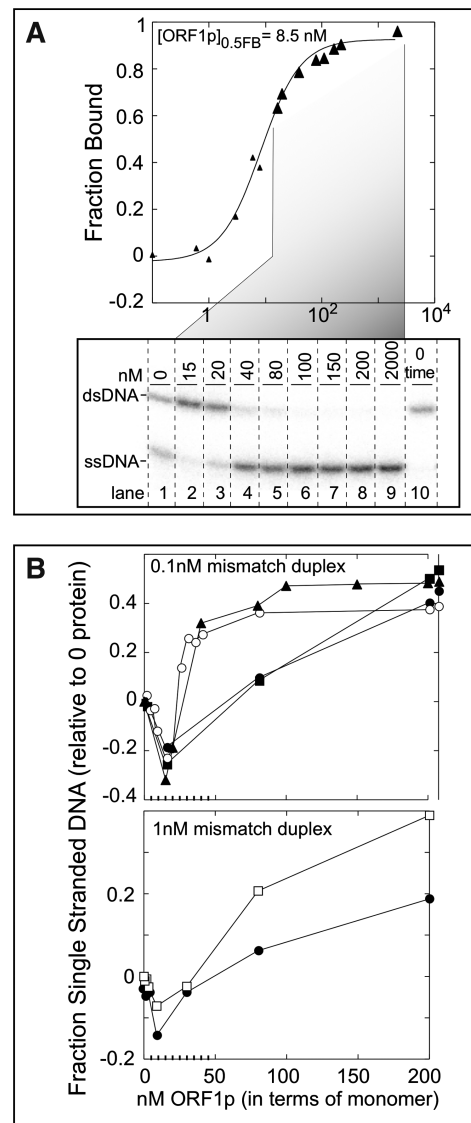 A
[ORF1p]0.5FB= 8.5 nM
Fraction Bound
1
0.8
0.6
0.4
0.2
0
-0.2
1 10² 10⁴
nM 0 15 20 40 80 100 150 200 2000 0 time
dsDNA-
ssDNA-
lane 1 2 3 4 5 6 7 8 9 10
B
0.1nM mismatch duplex
Fraction Single Stranded DNA (relative to 0 protein)
0.4
0.2
0
-0.2
-0.4
1nM mismatch duplex
0.2
0
-0.2
0 50 100 150 200
nM ORF1p (in terms of monomer)